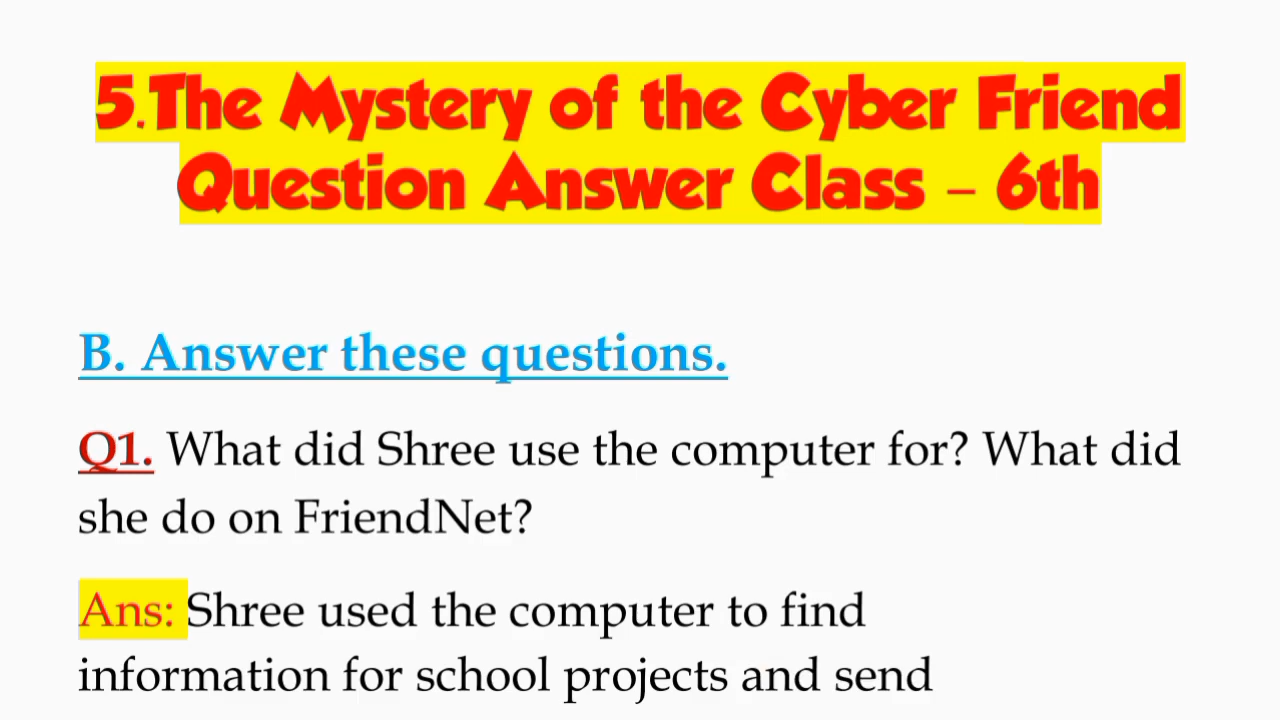 5.The Mystery of the Cyber Friend
Question Answer Class – 6th
B. Answer these questions.
Q1. What did Shree use the computer for? What did
she do on FriendNet?
Ans: Shree used the computer to find
information for school projects and send